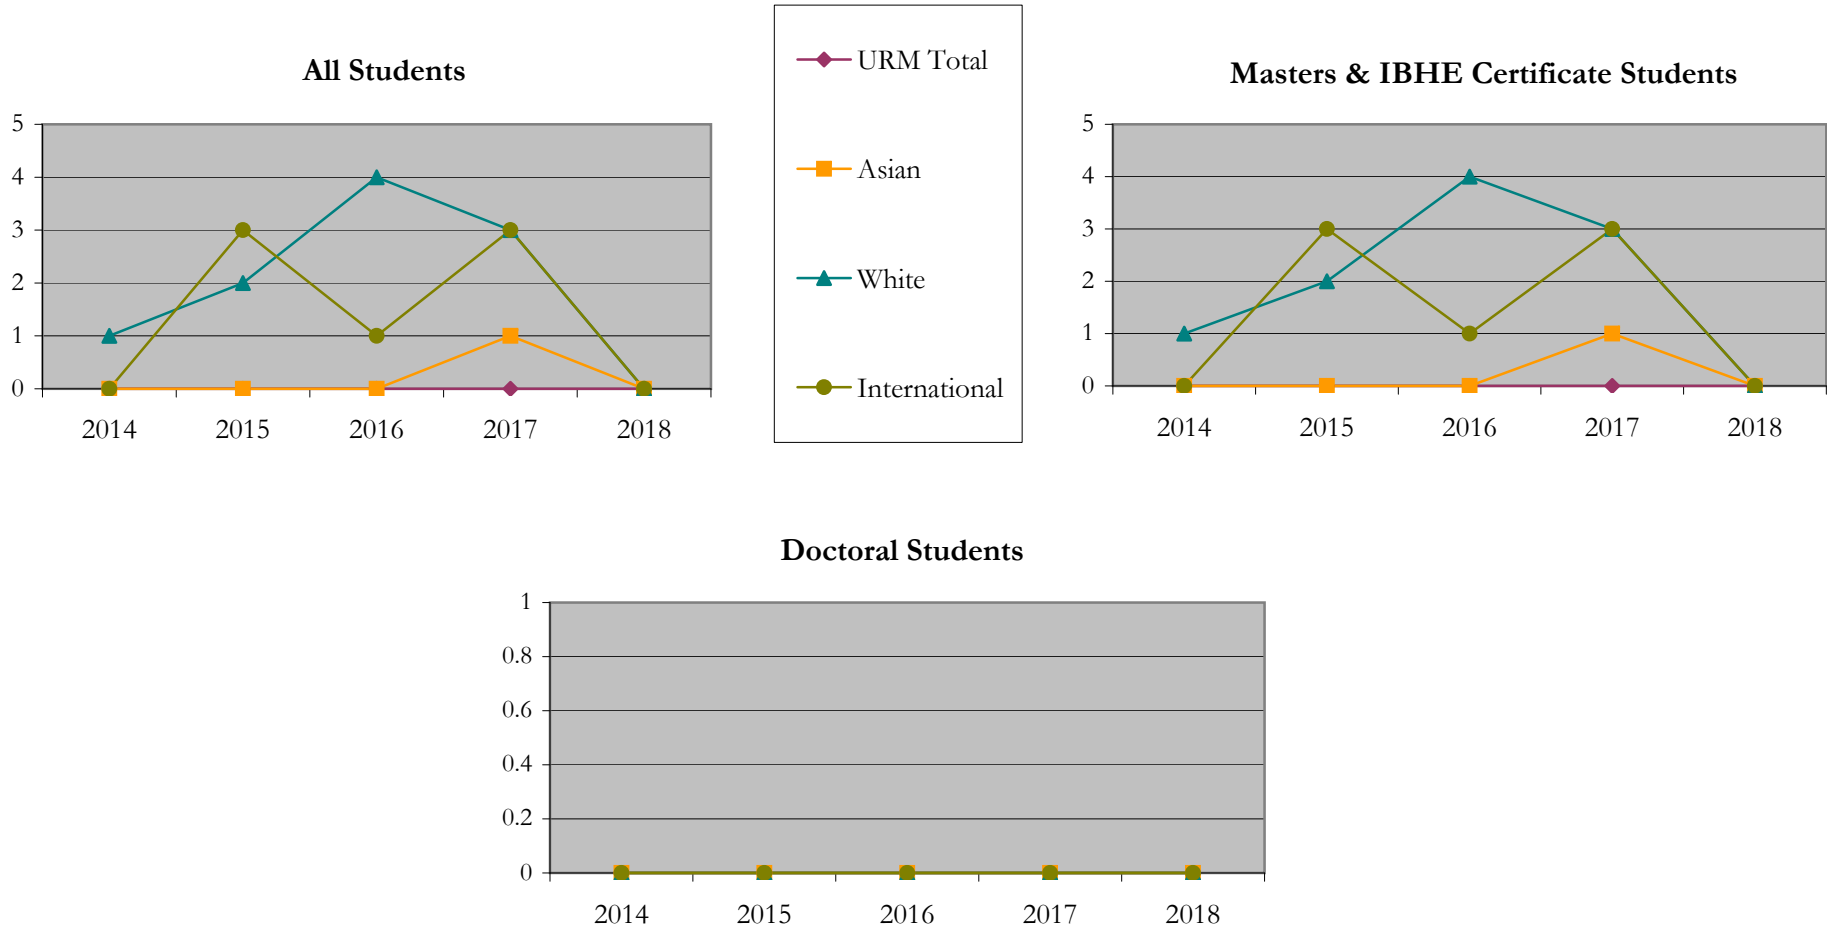 All Students
5
4
3
2
1
0
2014 2015 2016 2017 2018
URM Total
Asian
White
International
Masters & IBHE Certificate Students
5
4
3
2
1
0
2014 2015 2016 2017 2018
Doctoral Students
1
0.8
0.6
0.4
0.2
0
2014 2015 2016 2017 2018